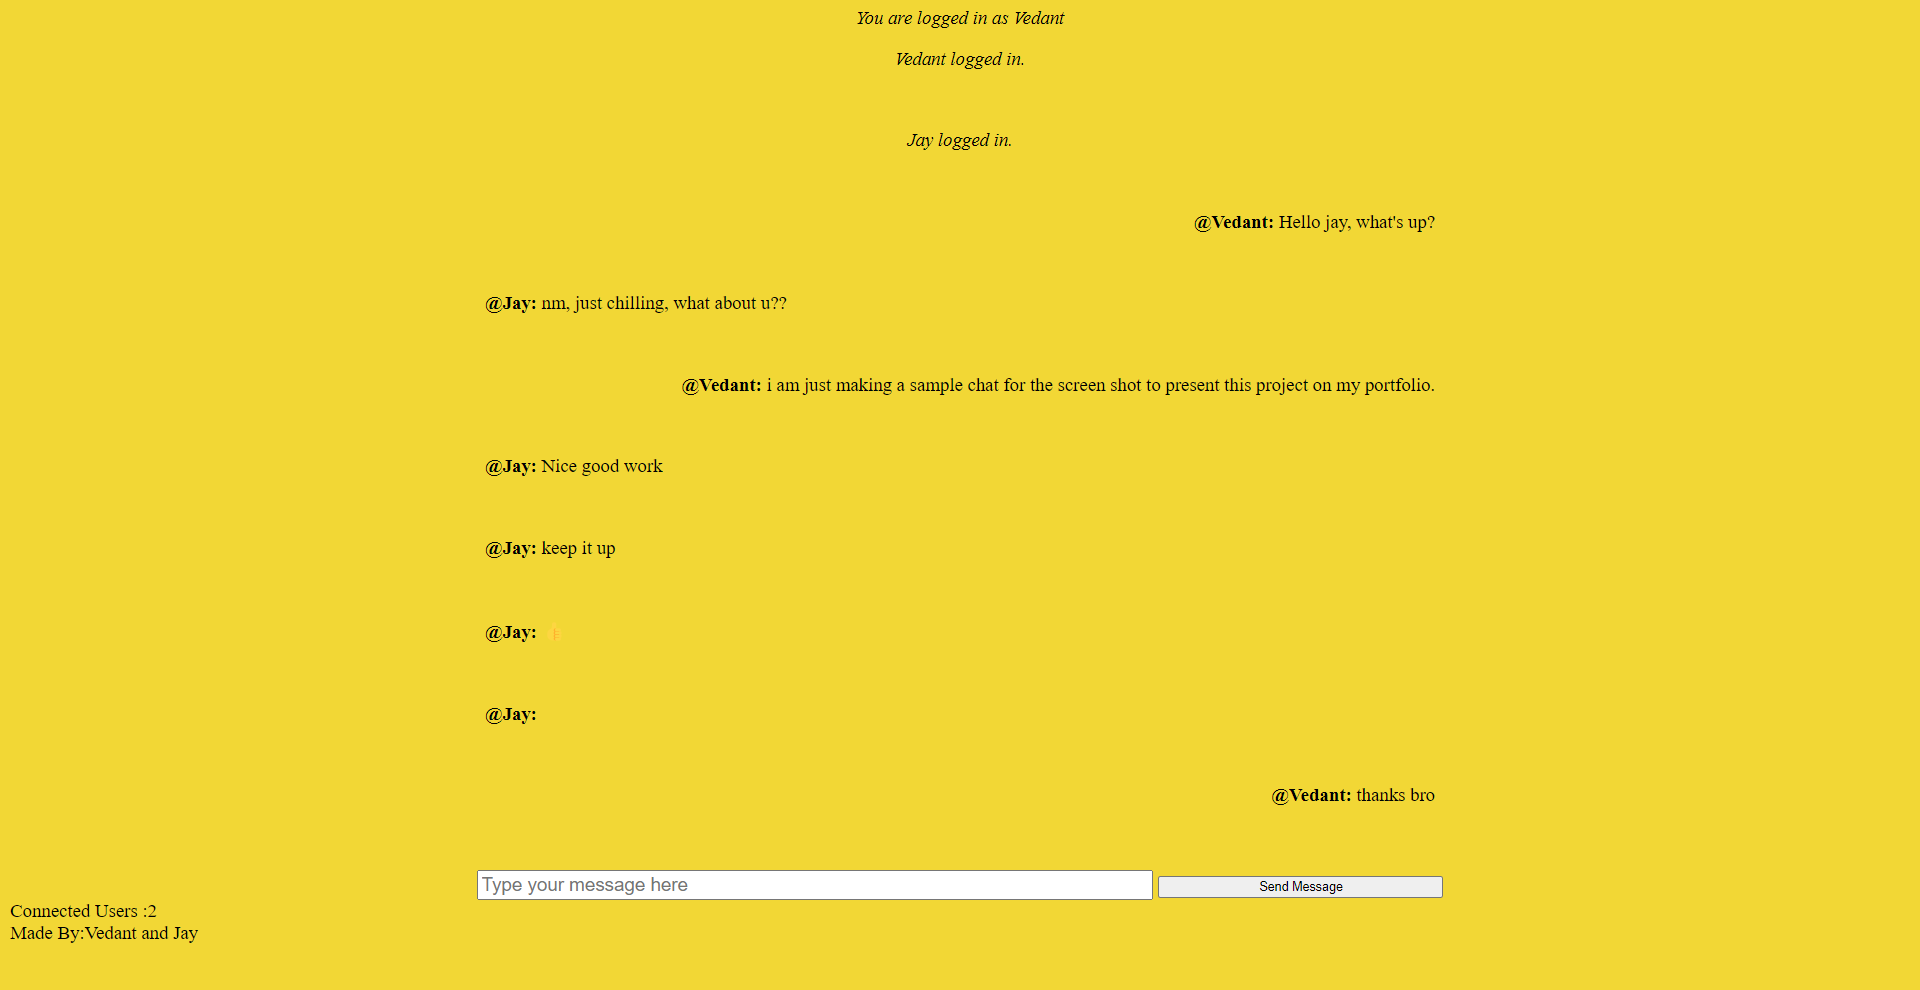 You are logged in as Vedant
Vedant logged in.
Jay logged in.
@Vedant: Hello jay, what's up?
@Jay: nm, just chilling, what about u??
@Vedant: i am just making a sample chat for the screen shot to present this project on my portfolio.
@Jay: Nice good work
@Jay: keep it up
@Jay: 👍
@Jay:
@Vedant: thanks bro
Type your message here
Send Message
Connected Users :2
Made By:Vedant and Jay